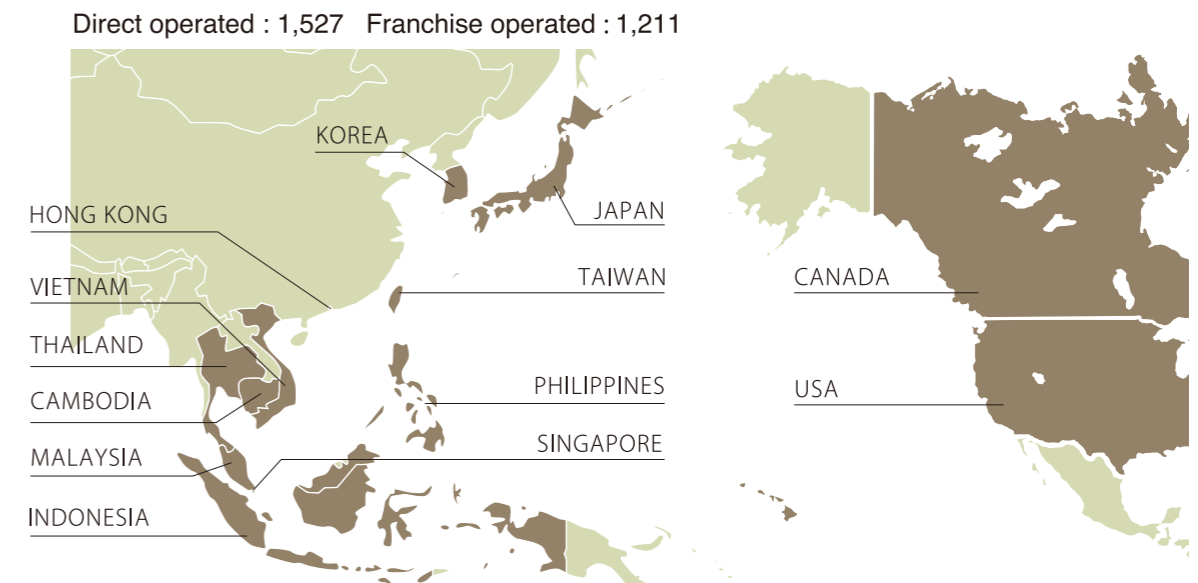 Direct operated : 1,527 Franchise operated : 1,211
KOREA
HONG KONG
JAPAN
VIETNAM
TAIWAN
CANADA
THAILAND
CAMBODIA
PHILIPPINES
USA
MALAYSIA
SINGAPORE
INDONESIA